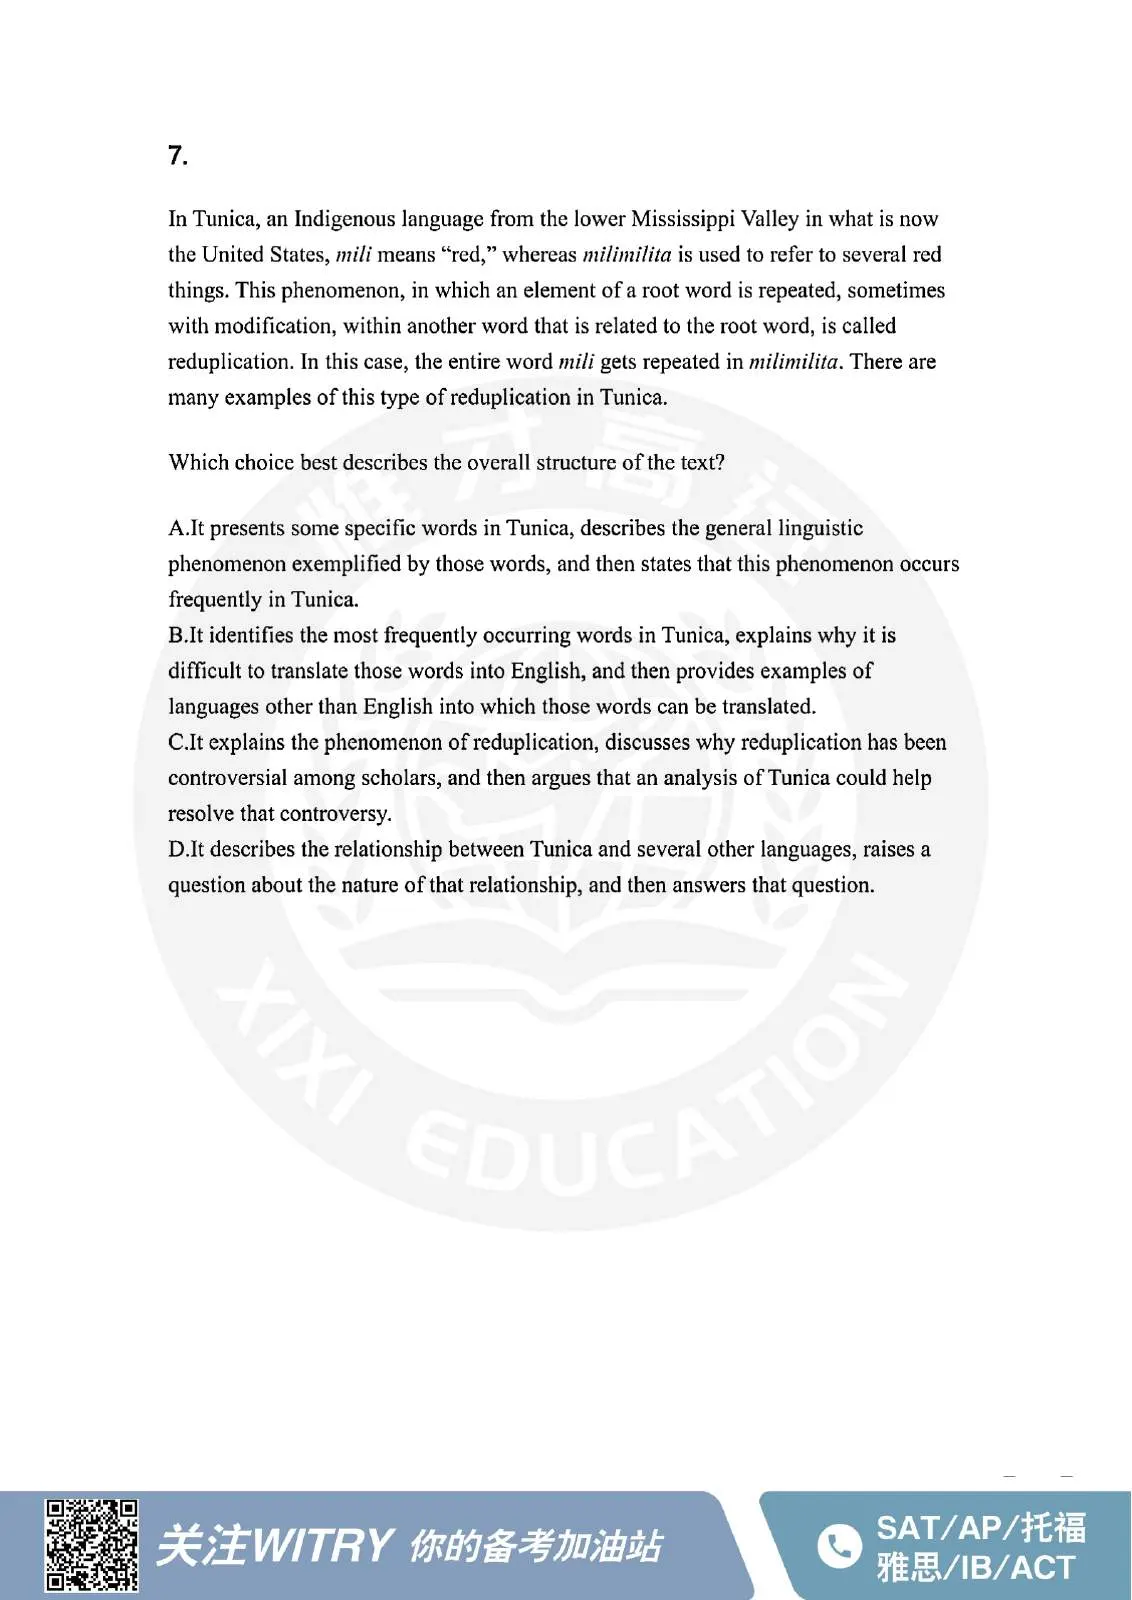 7.
In Tunica, an Indigenous language from the lower Mississippi Valley in what is now
the United States, mili means “red,” whereas milimilita is used to refer to several red
things. This phenomenon, in which an element of a root word is repeated, sometimes
with modification, within another word that is related to the root word, is called
reduplication. In this case, the entire word mili gets repeated in milimilita. There are
many examples of this type of reduplication in Tunica.
Which choice best describes the overall structure of the text?
A.It presents some specific words in Tunica, describes the general linguistic
phenomenon exemplified by those words, and then states that this phenomenon occurs
frequently in Tunica.
B.It identifies the most frequently occurring words in Tunica, explains why it is
difficult to translate those words into English, and then provides examples of
languages other than English into which those words can be translated.
C.It explains the phenomenon of reduplication, discusses why reduplication has been
controversial among scholars, and then argues that an analysis of Tunica could help
resolve that controversy.
D.It describes the relationship between Tunica and several other languages, raises a
question about the nature of that relationship, and then answers that question.
XIXI EDUCATION
关注WITRY 你的备考加油站
SAT/AP/托福
雅思/IB/ACT